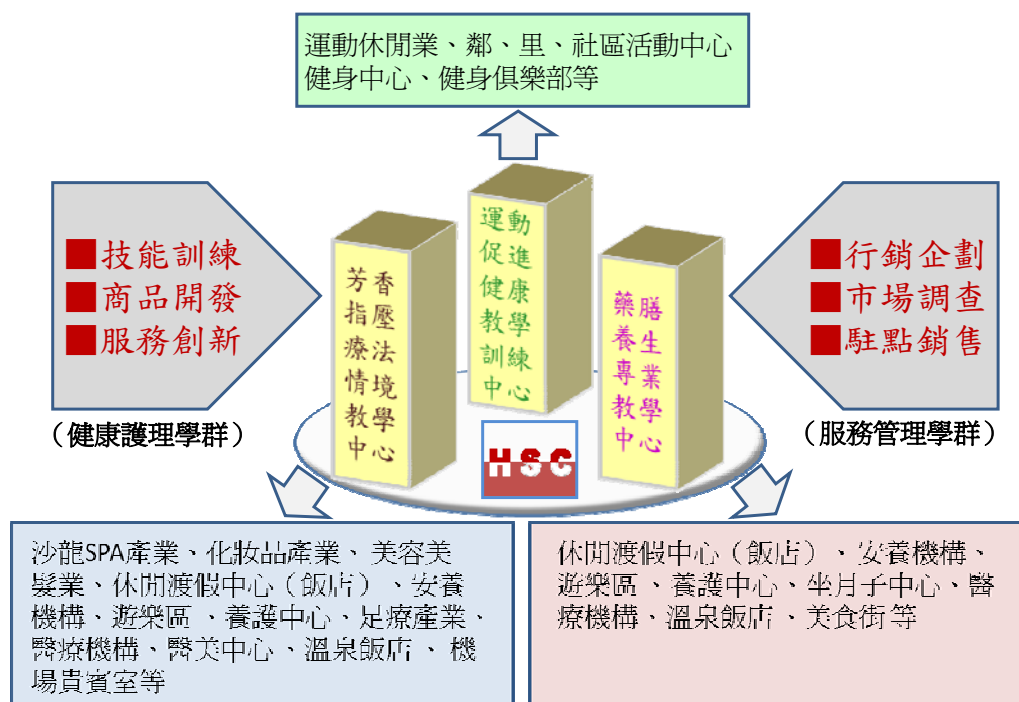 運動休閒業、鄰、里、社區活動中心
健身中心、健身俱樂部等
■技能訓練
■商品開發
■服務創新
（健康護理學群）
芳香
指壓
療法
情境
教學
中心
運動
促進
健康
教學
訓練
中心
藥膳
養生
專業
教學
中心
HSC
■行銷企劃
■市場調查
■駐點銷售
（服務管理學群）
沙龍SPA產業、化妝品產業、美容美
髮業、休閒渡假中心（飯店）、安養
機構、遊樂區、養護中心、足療產業、
醫療機構、醫美中心、溫泉飯店、機
場貴賓室等
休閒渡假中心（飯店）、安養機構、
遊樂區、養護中心、坐月子中心、醫
療機構、溫泉飯店、美食街等